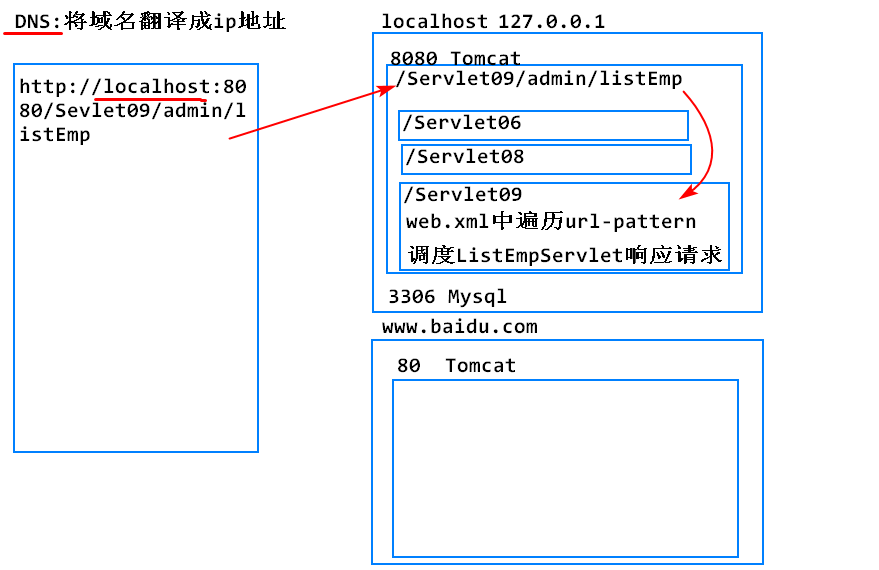 DNS:将域名翻译成ip地址
http://localhost:80
80/Sevlet09/admin/l
istEmp
localhost 127.0.0.1
8080 Tomcat
/Servlet09/admin/listEmp
/Servlet06
/Servlet08
/Servlet09
web.xml中遍历url-pattern
调度ListEmpServlet响应请求
3306 Mysql
www.baidu.com
80 Tomcat